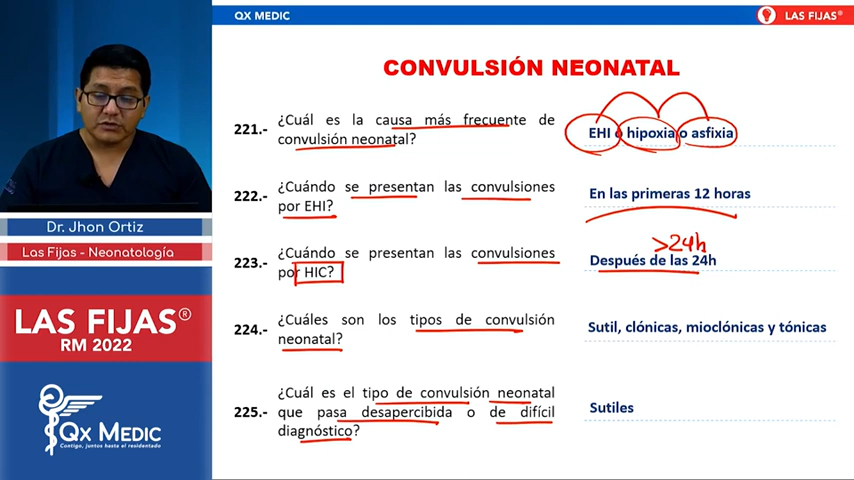 QX MEDIC
LAS FIJAS®
CONVULSIÓN NEONATAL
221.- ¿Cuál es la causa más frecuente de convulsión neonatal?
EHI o hipoxia o asfixia
222.- ¿Cuándo se presentan las convulsiones por EHI?
En las primeras 12 horas
223.- ¿Cuándo se presentan las convulsiones por HIC?
>24h
Después de las 24h
224.- ¿Cuáles son los tipos de convulsión neonatal?
Sutil, clónicas, mioclónicas y tónicas
225.- ¿Cuál es el tipo de convulsión neonatal que pasa desapercibida o de difícil diagnóstico?
Sutiles
Dr. Jhon Ortiz
Las Fijas - Neonatología
LAS FIJAS®
RM 2022
QX MEDIC
Contigo, juntos hasta el residentado